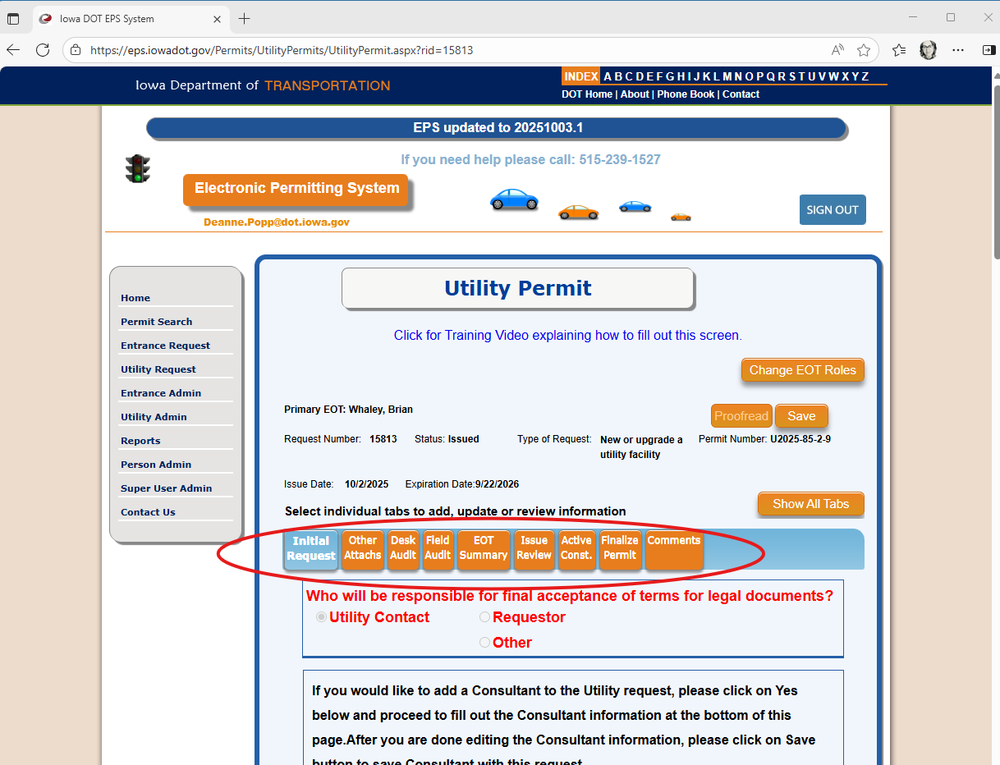 Iowa DOT EPS System
https://eps.iowadot.gov/Permits/UtilityPermits/UtilityPermit.aspx?rid=15813
Iowa Department of TRANSPORTATION
INDEX A B C D E F G H I J K L M N O P Q R S T U V W X Y Z
DOT Home | About | Phone Book | Contact
EPS updated to 20251003.1
If you need help please call: 515-239-1527
Electronic Permitting System
Deanne.Popp@dot.iowa.gov
SIGN OUT
Home
Permit Search
Entrance Request
Utility Request
Entrance Admin
Utility Admin
Reports
Person Admin
Super User Admin
Contact Us
Utility Permit
Click for Training Video explaining how to fill out this screen.
Change EOT Roles
Primary EOT: Whaley, Brian
Proofread Save
Request Number: 15813 Status: Issued Type of Request: New or upgrade a Permit Number: U2025-85-2-9
utility facility
Issue Date: 10/2/2025 Expiration Date:9/22/2026
Show All Tabs
Select individual tabs to add, update or review information
Initial Request
Other Attachs
Desk Audit
Field Audit
EOT Summary
Issue Review
Active Const.
Finalize Permit
Comments
Who will be responsible for final acceptance of terms for legal documents?
Utility Contact Requestor
Other
If you would like to add a Consultant to the Utility request, please click on Yes
below and proceed to fill out the Consultant information at the bottom of this
page.After you are done editing the Consultant information, please click on Save
button to save Consultant with this request.